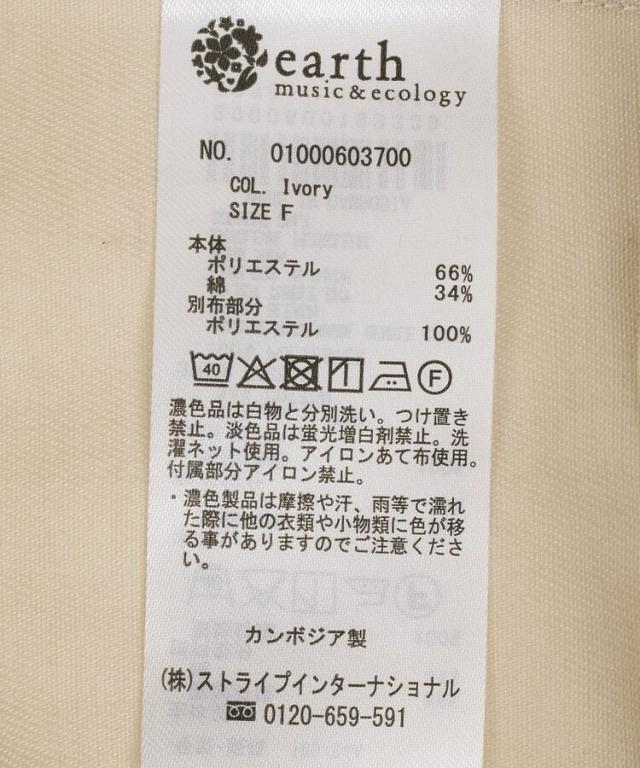 earth
music&ecology
NO. 01000603700
COL. Ivory
SIZE F
本体
ポリエステル 66%
綿 34%
別布部分
ポリエステル 100%
40 F
濃色品は白物と分別洗い。つけ置き
禁止。淡色品は蛍光増白剤禁止。洗
濯ネット使用。アイロンあて布使用。
付属部分アイロン禁止。
・濃色製品は摩擦や汗、雨等で濡れ
た際に他の衣類や小物類に色が移
る事がありますのでご注意くださ
い。
カンボジア製
(株)ストライプインターナショナル
0120-659-591